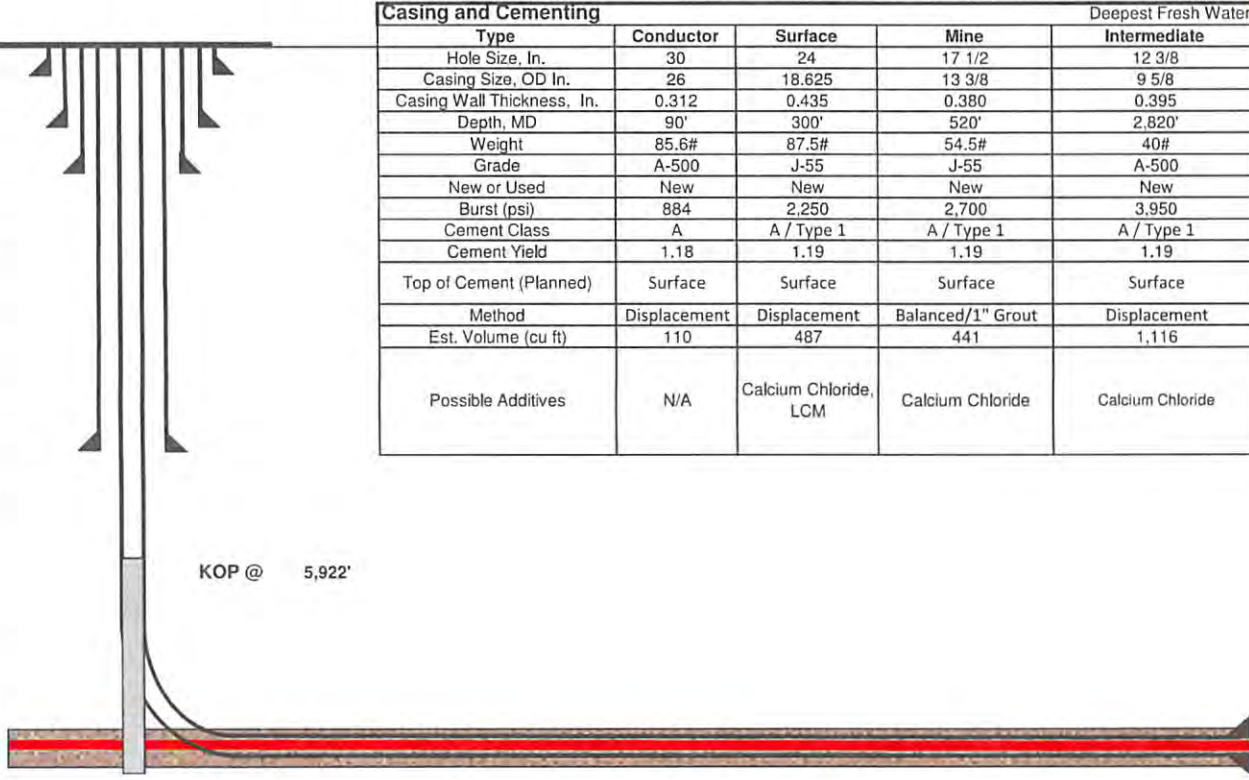 Casing and Cementing Deepest Fresh Water
Type Conductor Surface Mine Intermediate
Hole Size, In. 30 24 17 1/2 12 3/8
Casing Size, OD In. 26 18.625 13 3/8 9 5/8
Casing Wall Thickness, In. 0.312 0.435 0.380 0.395
Depth, MD 90' 300' 520' 2,820'
Weight 85.6# 87.5# 54.5# 40#
Grade A-500 J-55 J-55 A-500
New or Used New New New New
Burst (psi) 884 2,250 2,700 3,950
Cement Class A A / Type 1 A / Type 1 A / Type 1
Cement Yield 1.18 1.19 1.19 1.19
Top of Cement (Planned) Surface Surface Surface Surface
Method Displacement Displacement Balanced/1" Grout Displacement
Est. Volume (cu ft) 110 487 441 1,116
Possible Additives N/A Calcium Chloride, LCM Calcium Chloride Calcium Chloride
KOP @ 5,922'